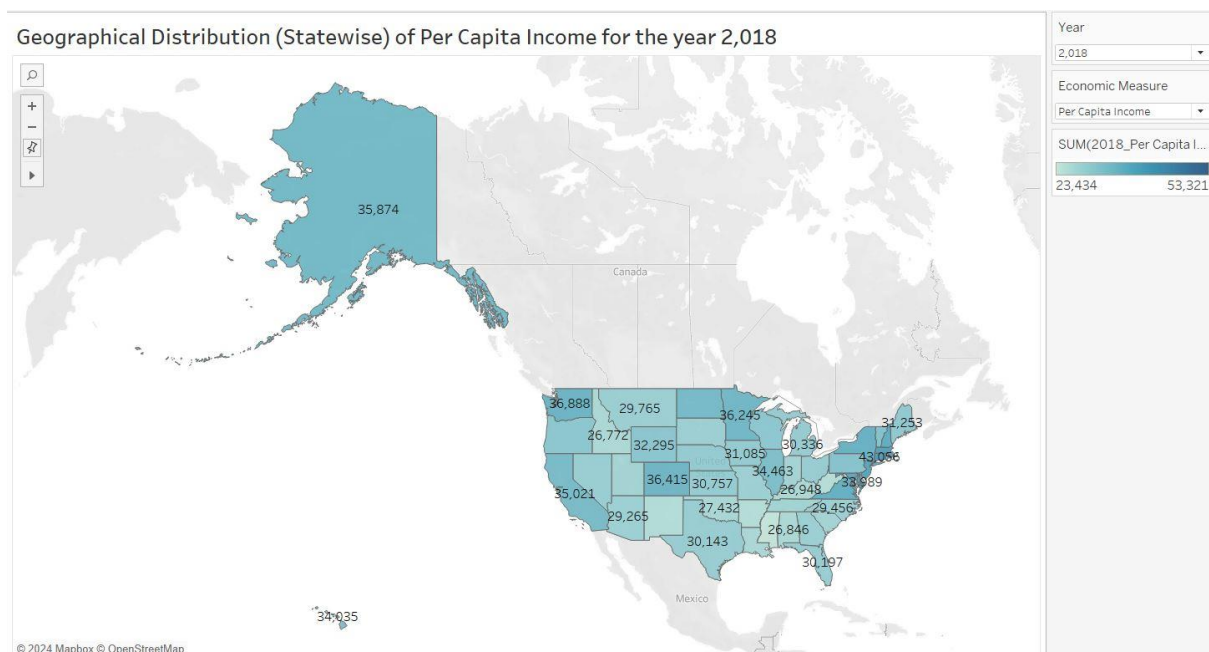 Geographical Distribution (Statewise) of Per Capita Income for the year 2,018
Year
2,018
Economic Measure
Per Capita Income
SUM(2018_Per Capita I...
23,434 53,321
35,874
Canada
36,888
29,765
36,245
31,253
26,772
30,336
32,295
31,085
43,056
United
34,463
33,989
36,415
30,757
26,948
35,021
27,432
29,456
29,265
26,846
30,143
30,197
Mexico
34,035
© 2024 Mapbox © OpenStreetMap